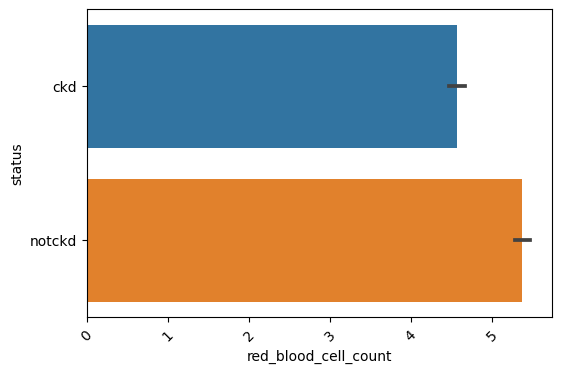 status
ckd
notckd
0 1 2 3 4 5
red_blood_cell_count